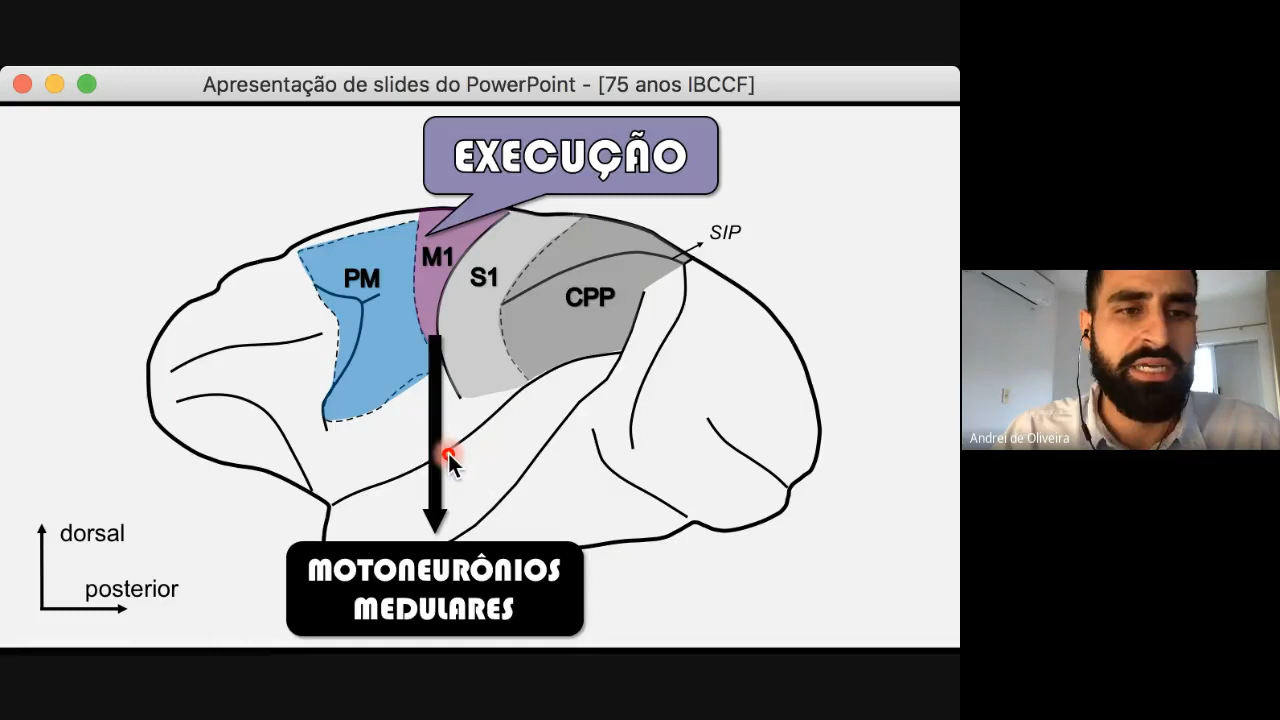 Apresentação de slides do PowerPoint - [75 anos IBCCF]
EXECUÇÃO
SIP
M1
PM
S1
CPP
Andrei de Oliveira
dorsal
posterior
MOTONEURÔNIOS
MEDULARES